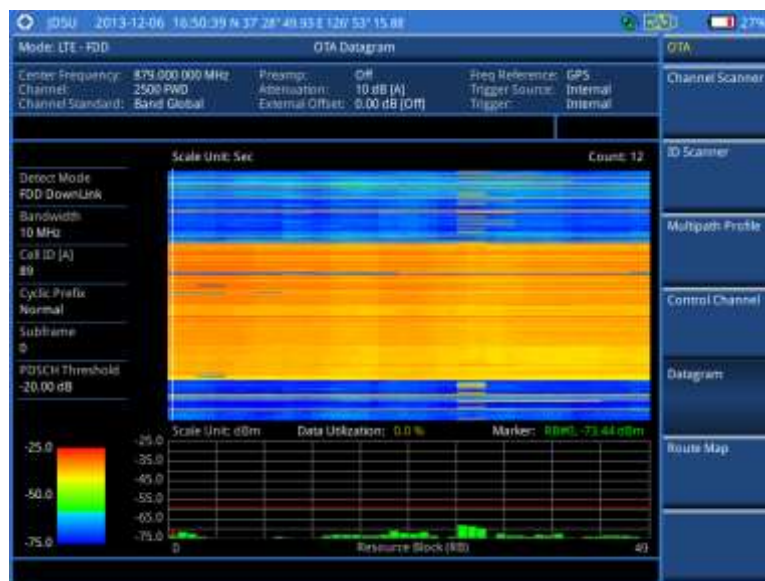 JDSU 2013-12-06 16:50:39 N 37° 28' 49.93 E 126° 53' 15.88 27%
Mode: LTE - FDD OTA Datagram OTA
Center Frequency: 879.000 000 MHz Preamp: Off Freq Reference: GPS
Channel: 2500 FWD Attenuation: 10 dB [A] Trigger Source: Internal
Channel Standard: Band Global External Offset: 0.00 dB [Off] Trigger: Internal
Channel Scanner
Scale Unit: Sec Count: 12
ID Scanner
Detect Mode
FDD DownLink
Bandwidth
10 MHz
Multipath Profile
Cell ID [A]
89
Cyclic Prefix
Normal
Control Channel
Subframe
0
PDSCH Threshold
-20.00 dB
Datagram
Scale Unit: dBm Data Utilization: 0.0 % Marker: RB#0, -73.44 dBm
Route Map
-25.0
-50.0
-75.0
-25.0
-35.0
-45.0
-55.0
-65.0
-75.0
0 Resource Block (RB) 49